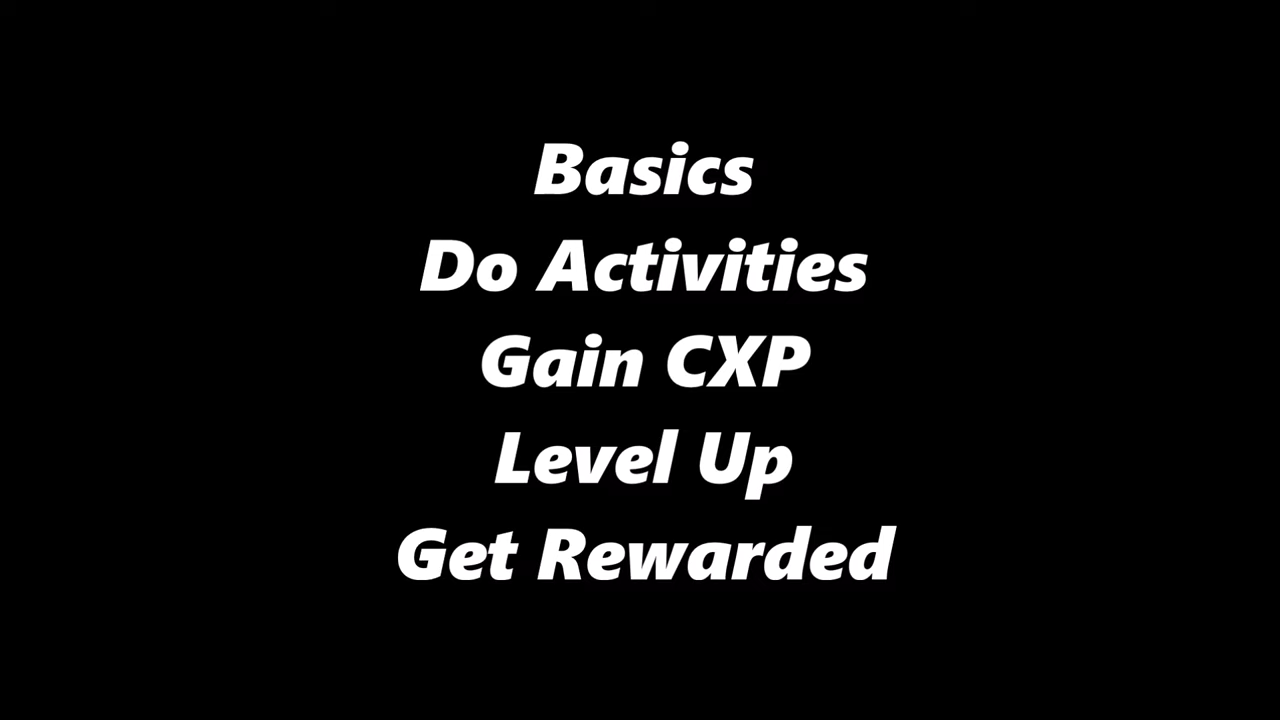 Basics
Do Activities
Gain CXP
Level Up
Get Rewarded